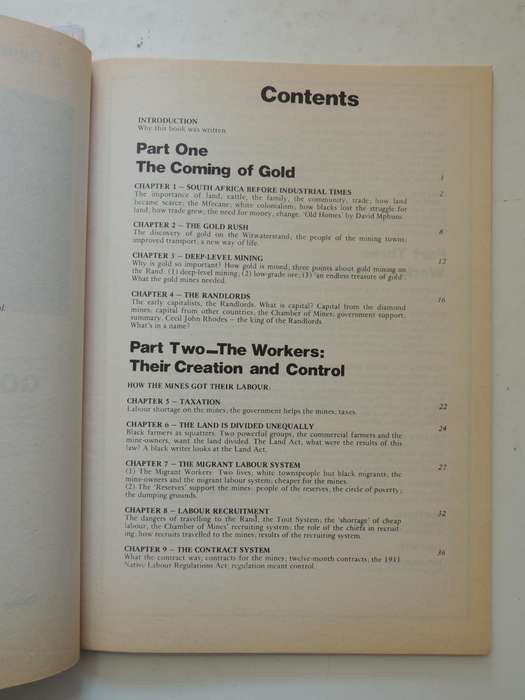 Contents
INTRODUCTION
Why this book was written.
Part One
The Coming of Gold 1
CHAPTER 1 – SOUTH AFRICA BEFORE INDUSTRIAL TIMES 2
The importance of land, cattle, the family, the community, trade; how land
became scarce; the Mfecane; white colonialism; how blacks lost the struggle for
land; how trade grew; the need for money; change. 'Old Homes' by David Mphum.
CHAPTER 2 – THE GOLD RUSH 8
The discovery of gold on the Witwatersrand; the people of the mining towns;
improved transport; a new way of life.
CHAPTER 3 – DEEP-LEVEL MINING 12
Why is gold so important? How gold is mined; three points about gold mining on
the Rand: (1) deep-level mining; (2) low-grade ore; (3) 'an endless treasure of gold'.
What the gold mines needed.
CHAPTER 4 – THE RANDLORDS 16
The early capitalists, the Randlords. What is capital? Capital from the diamond
mines; capital from other countries; the Chamber of Mines; government support;
summary. Cecil John Rhodes – the king of the Randlords.
What's in a name?
Part Two—The Workers:
Their Creation and Control
HOW THE MINES GOT THEIR LABOUR:
CHAPTER 5 – TAXATION 22
Labour shortage on the mines; the government helps the mines; taxes.
CHAPTER 6 – THE LAND IS DIVIDED UNEQUALLY 24
Black farmers as squatters. Two powerful groups, the commercial farmers and the
mine-owners, want the land divided. The Land Act; what were the results of this
law? A black writer looks at the Land Act.
CHAPTER 7 – THE MIGRANT LABOUR SYSTEM 27
(1) The Migrant Workers: Two lives; white townspeople but black migrants; the
mine-owners and the migrant labour system; cheaper for the mines.
(2) The 'Reserves' support the mines: people of the reserves, the circle of poverty;
the dumping grounds.
CHAPTER 8 – LABOUR RECRUITMENT 32
The dangers of travelling to the Rand; the Tout System; the 'shortage' of cheap
labour, the Chamber of Mines' recruiting system; the role of the chiefs in recruit-
ing; how recruits travelled to the mines; results of the recruiting system.
CHAPTER 9 – THE CONTRACT SYSTEM 36
What the contract was; contracts for the mines; twelve-month contracts; the 1911
Native Labour Regulations Act; regulation meant control.